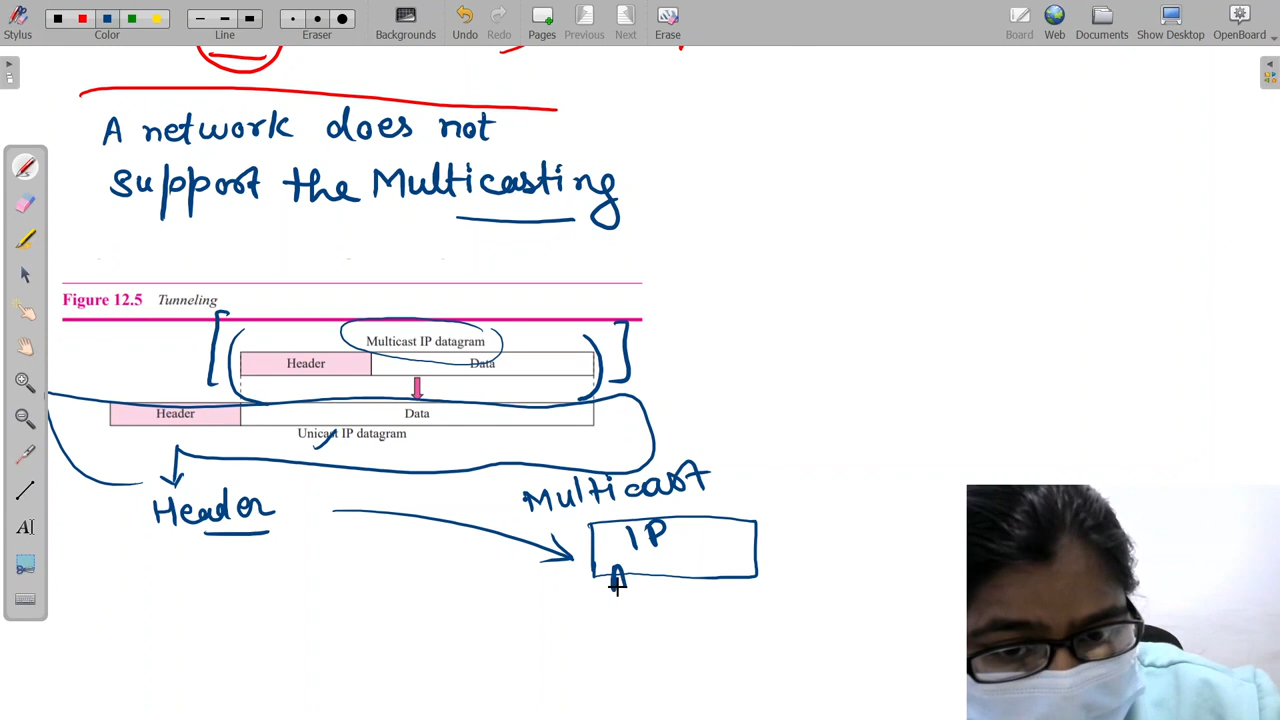 Stylus
Color
Line
Eraser
Backgrounds
Undo
Redo
Pages
Previous
Next
Erase
Board
Web
Documents
Show Desktop
OpenBoard
A network does not
support the Multicasting
Figure 12.5 Tunneling
Multicast IP datagram
Header Data
Header Data
Unicast IP datagram
Multicast
Header
IP
A